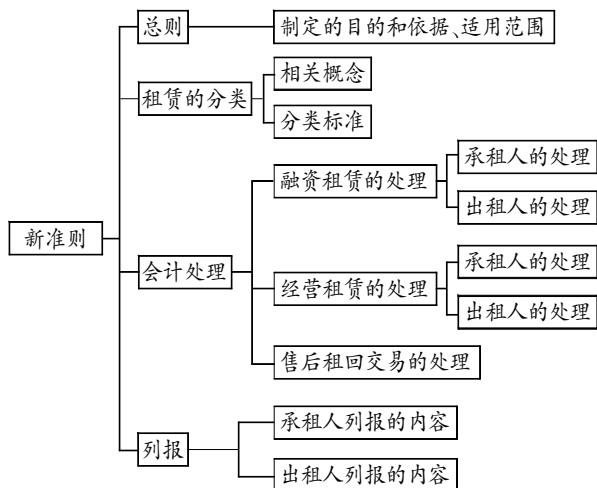 总则
制定的目的和依据、适用范围
租赁的分类
相关概念
分类标准
新准则
会计处理
融资租赁的处理
承租人的处理
出租人的处理
经营租赁的处理
承租人的处理
出租人的处理
售后租回交易的处理
列报
承租人列报的内容
出租人列报的内容